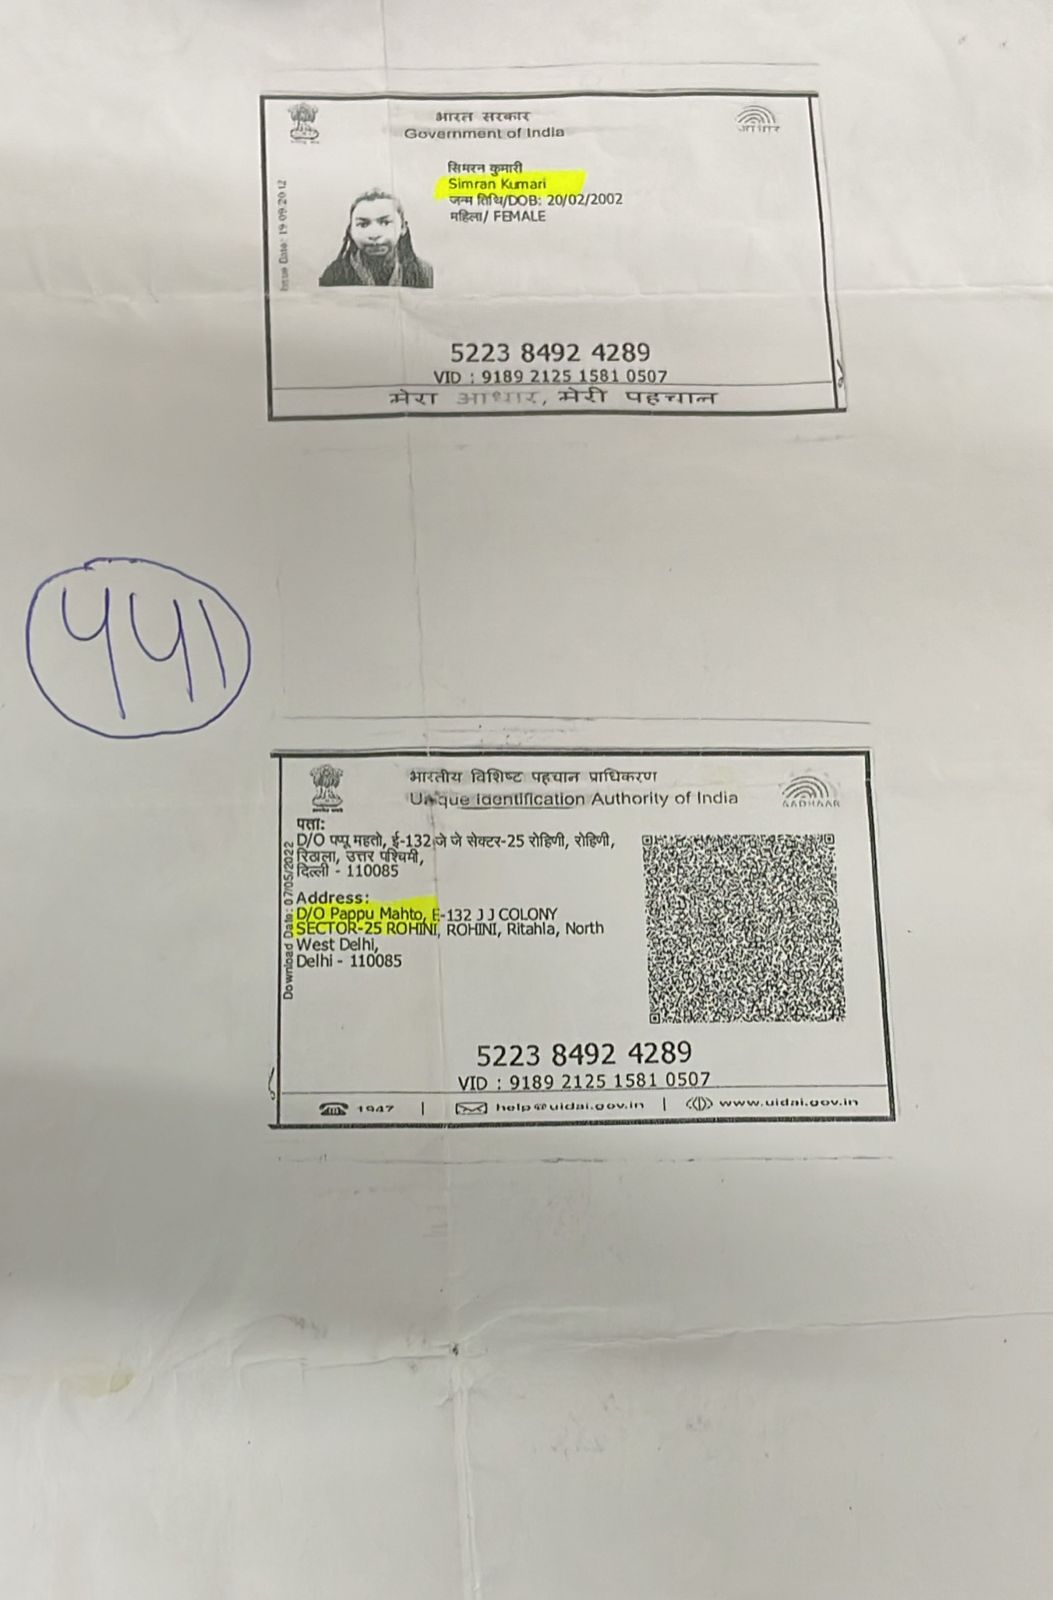 भारत सरकार
Government of India
आधार
Issue Date: 19.09.2012
सिमरन कुमारी
Simran Kumari
जन्म तिथि/DOB: 20/02/2002
महिला/ FEMALE
5223 8492 4289
VID : 9189 2125 1581 0507
मेरा आधार, मेरी पहचान
५५१
भारतीय विशिष्ट पहचान प्राधिकरण
Unique Identification Authority of India
AADHAAR
Download Date: 07/05/2022
पता:
D/O पप्पू महतो, ई-132 जे जे सेक्टर-25 रोहिणी, रोहिणी,
रिठाला, उत्तर पश्चिमी,
दिल्ली - 110085
Address:
D/O Pappu Mahto, E-132 J J COLONY
SECTOR-25 ROHINI, ROHINI, Ritahla, North
West Delhi,
Delhi - 110085
5223 8492 4289
VID : 9189 2125 1581 0507
1947 | help@uidai.gov.in | www.uidai.gov.in